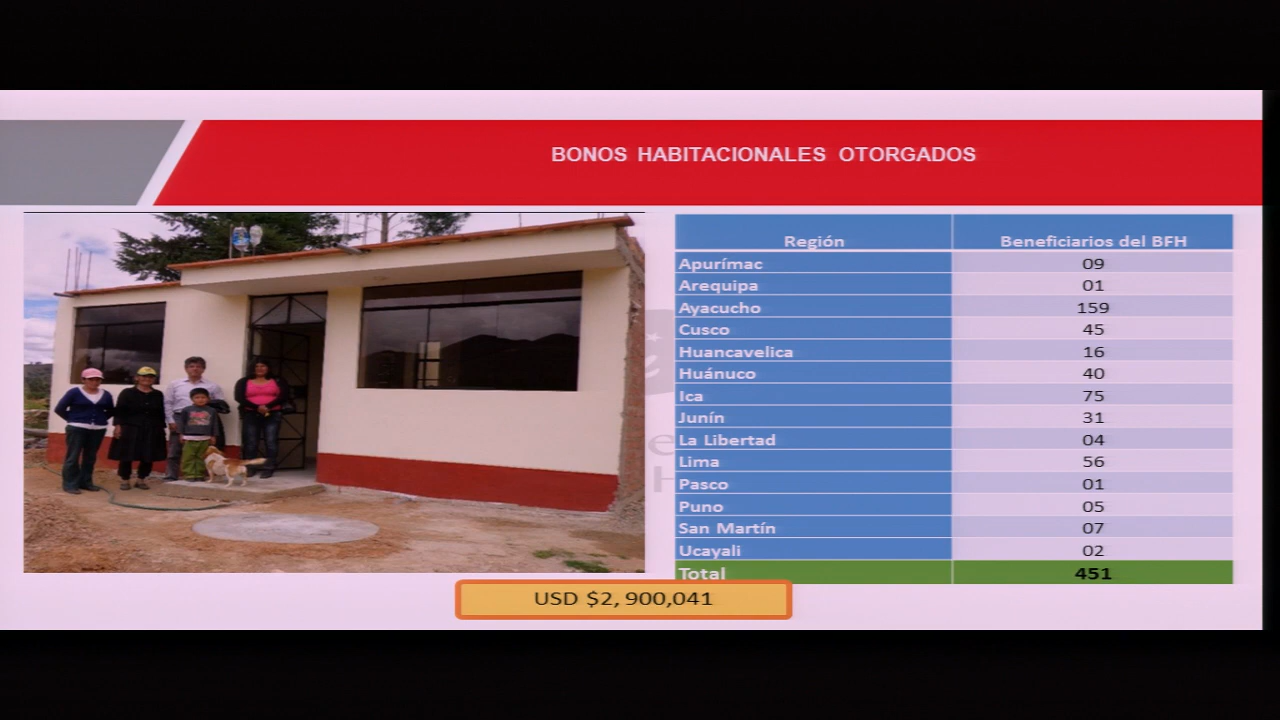 BONOS HABITACIONALES OTORGADOS
Región Beneficiarios del BFH
Apurímac 09
Arequipa 01
Ayacucho 159
Cusco 45
Huancavelica 16
Huánuco 40
Ica 75
Junín 31
La Libertad 04
Lima 56
Pasco 01
Puno 05
San Martín 07
Ucayali 02
Total 451
USD $2, 900,041